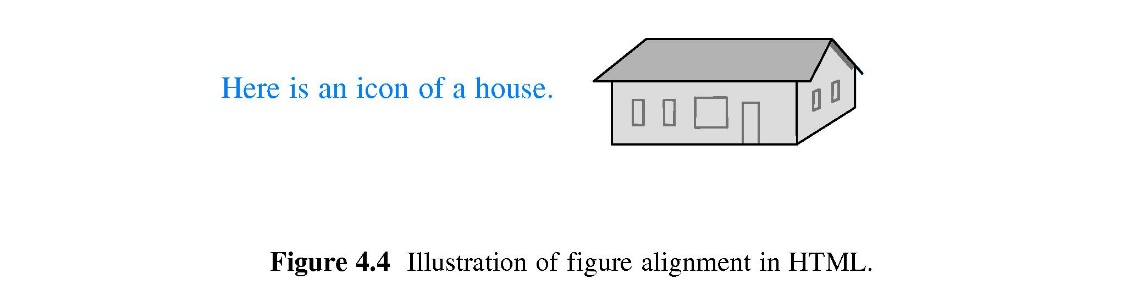 Here is an icon of a house.
Figure 4.4 Illustration of figure alignment in HTML.